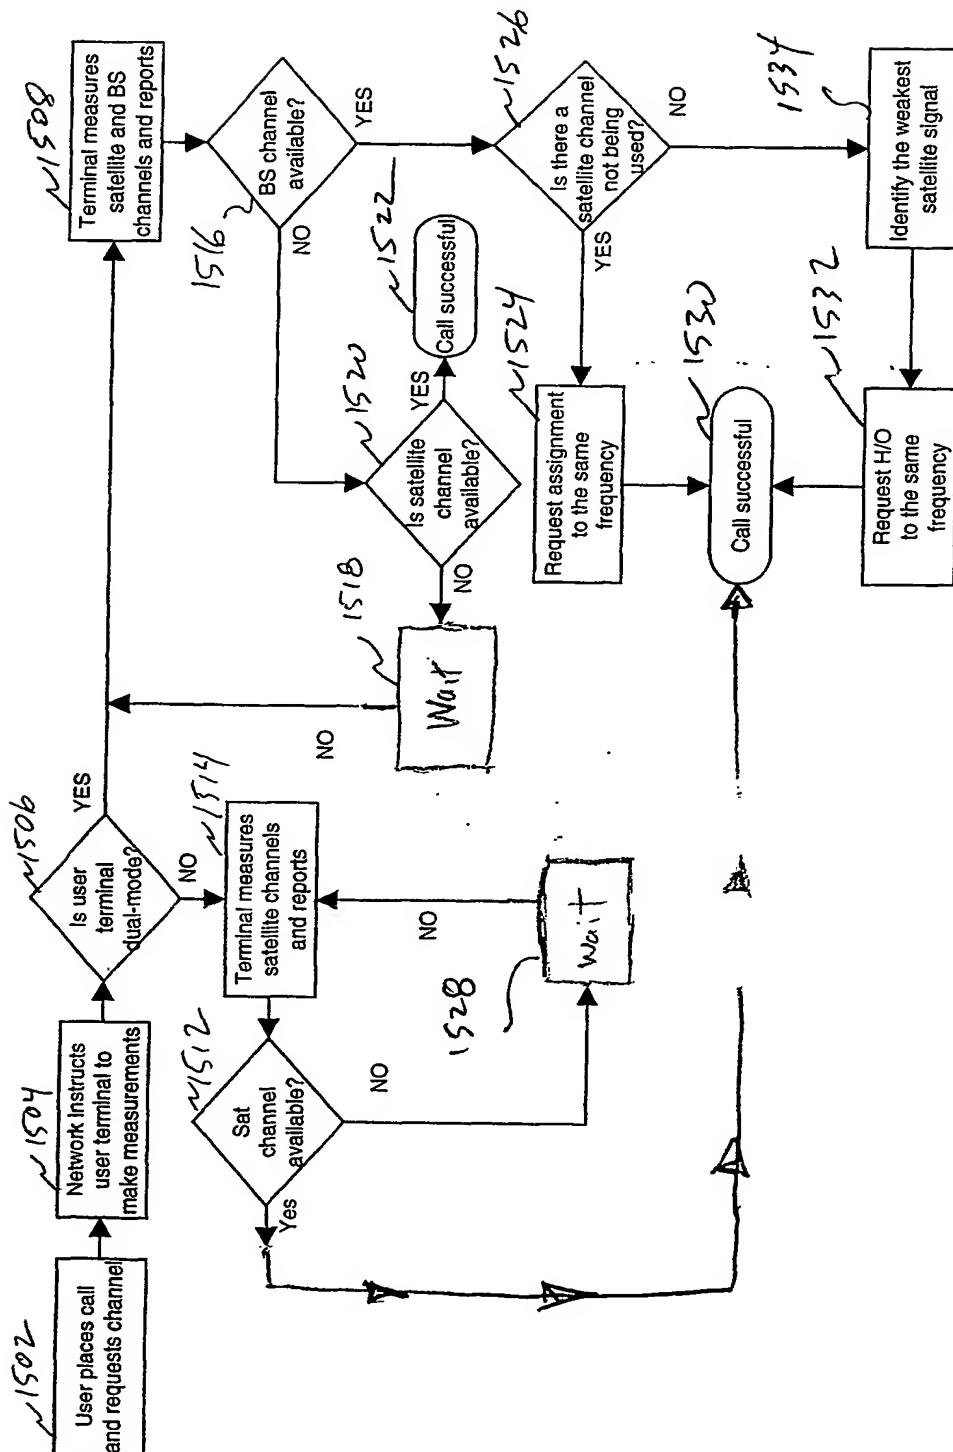 1502
User places call
and requests channel
1504
Network instructs
user terminal to
make measurements
1506
Is user
terminal
dual-mode?
YES
NO
1508
Terminal measures
satellite and BS
channels and reports
1514
Terminal measures
satellite channels
and reports
1512
Sat
channel
available?
Yes
NO
1528
Wait
NO
1516
BS channel
available?
NO
YES
1520
Is satellite
channel
available?
YES
NO
1522
Call successful
1518
Wait
NO
1526
Is there a
satellite channel
not being
used?
YES
NO
1524
Request assignment
to the same
frequency
1530
Call successful
1534
Identify the weakest
satellite signal
1532
Request H/O
to the same
frequency